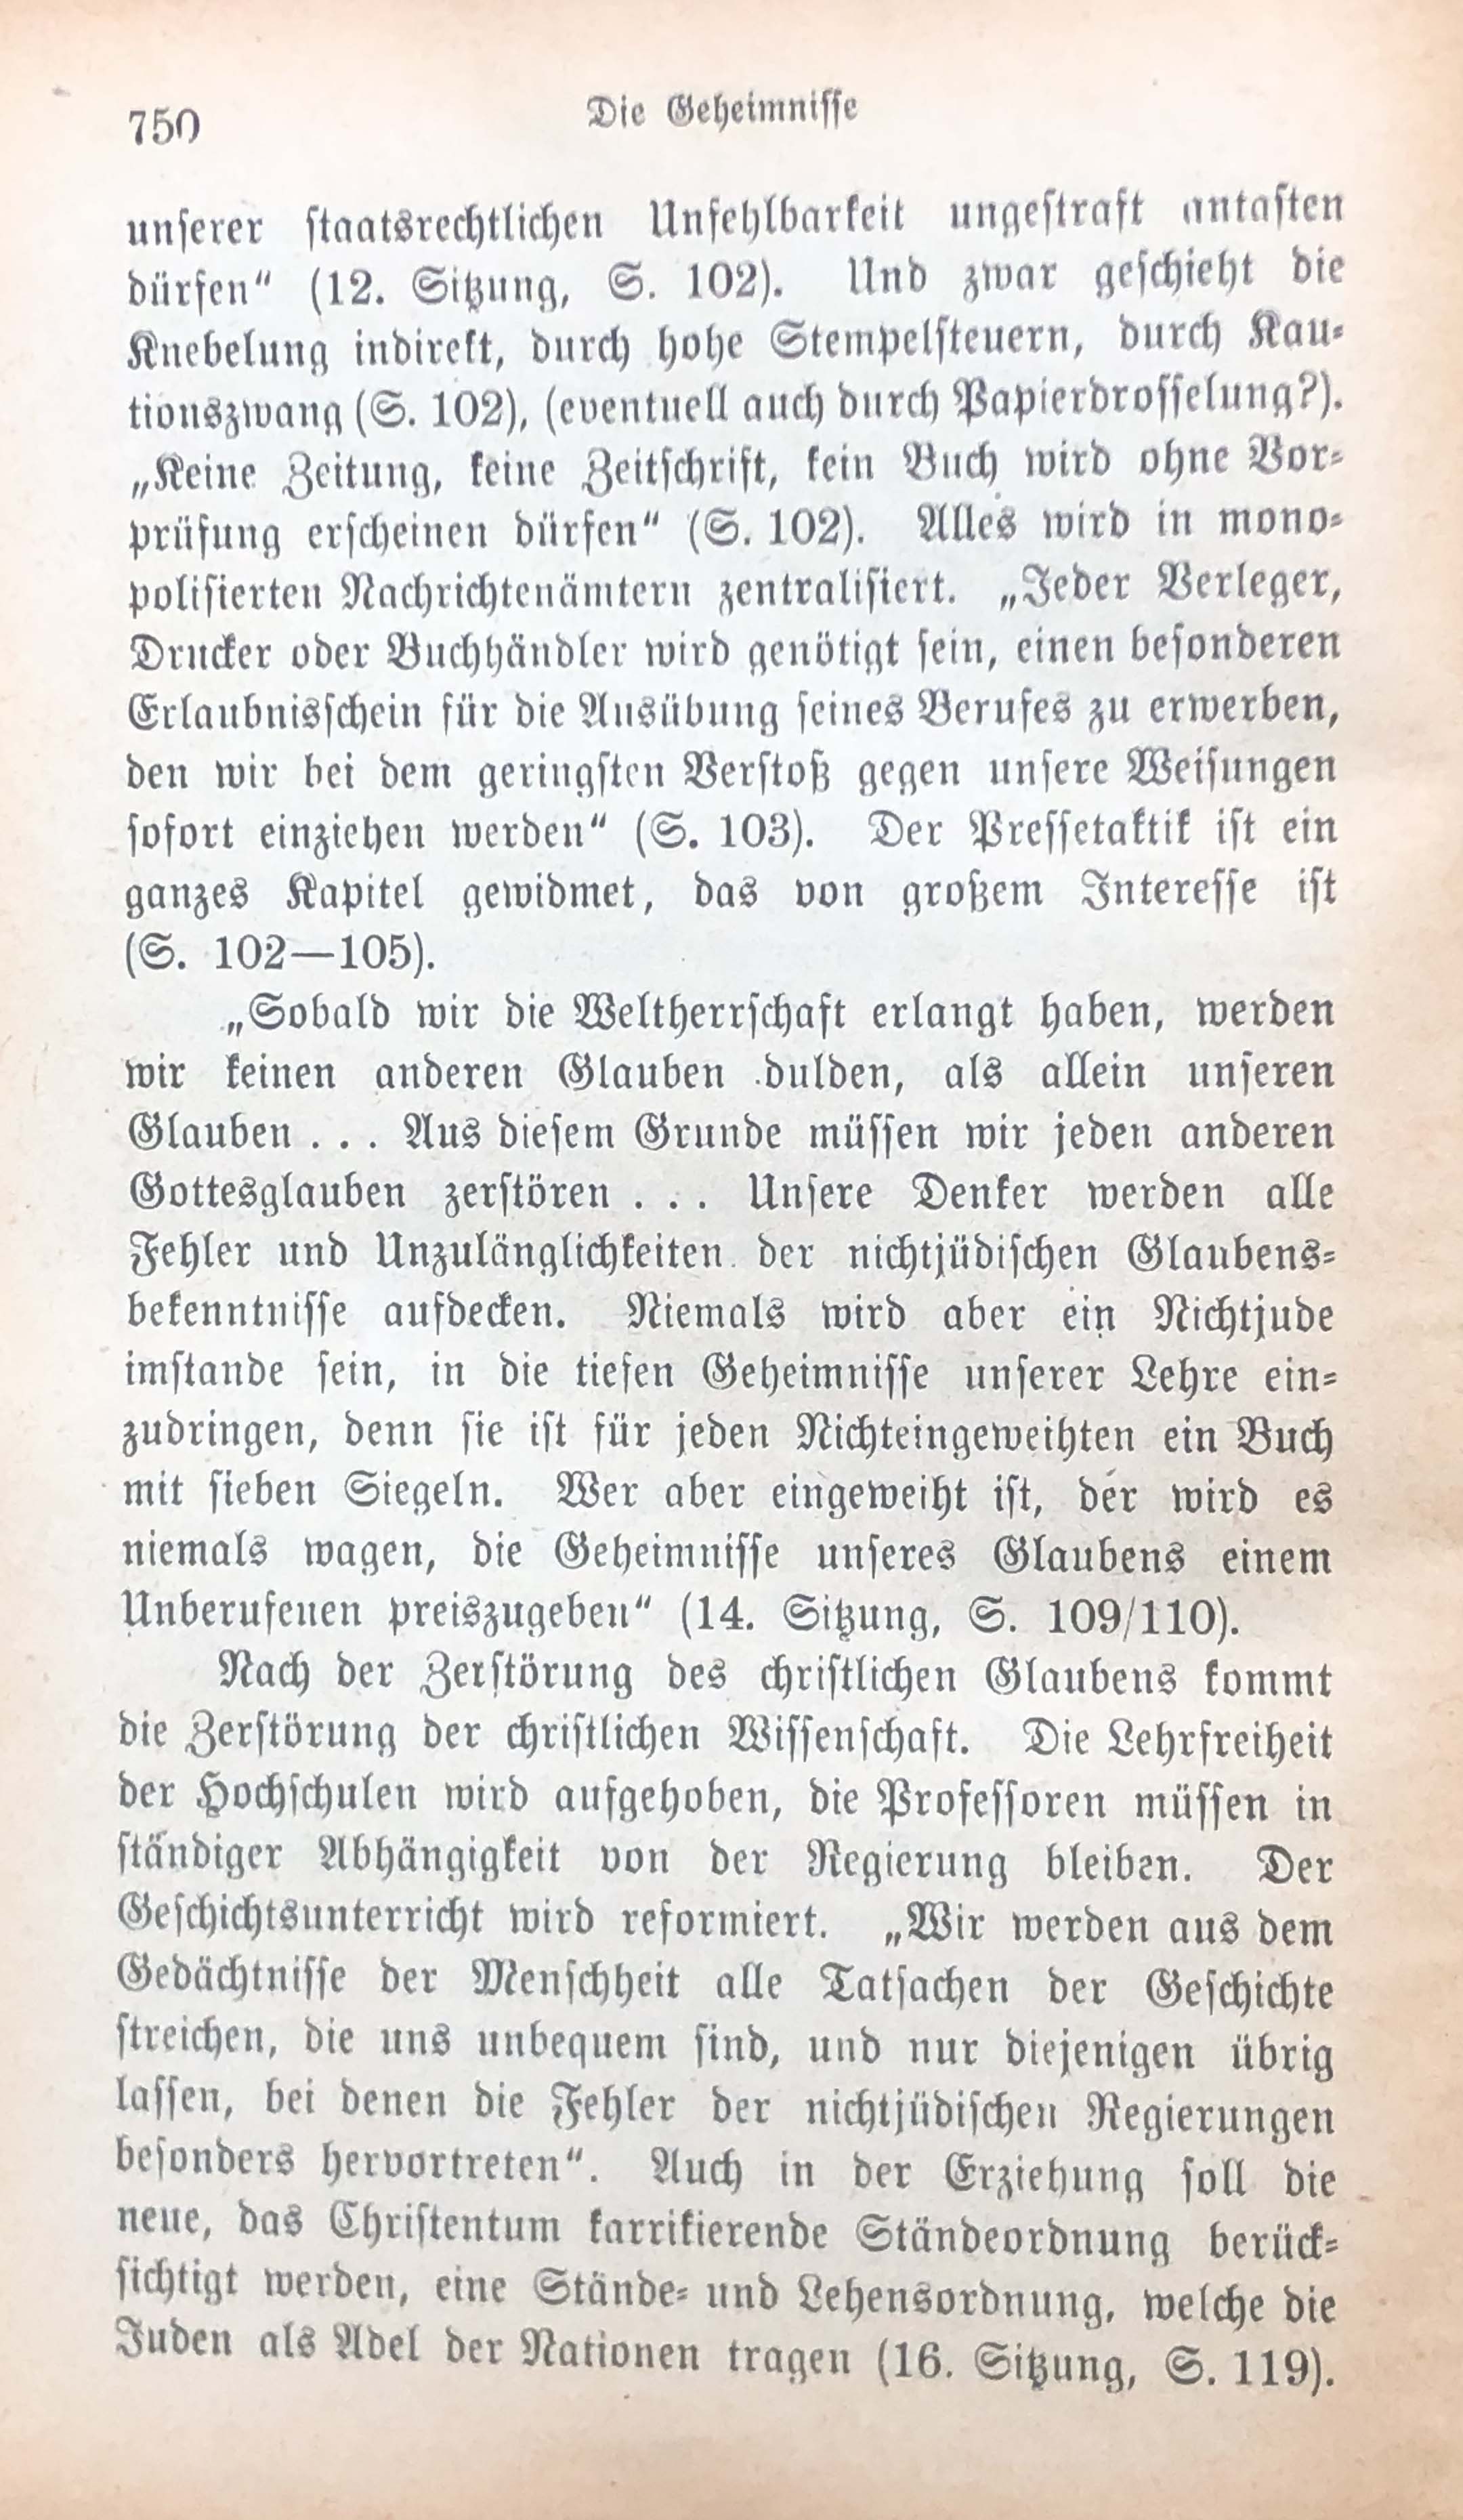 750
Die Geheimnisse
unserer staatsrechtlichen Unfehlbarkeit ungestraft antasten
dürfen“ (12. Sitzung, S. 102). Und zwar geschieht die
Knebelung indirekt, durch hohe Stempelsteuern, durch Kau-
tionszwang (S. 102), (eventuell auch durch Papierdrosselung?).
„Keine Zeitung, keine Zeitschrift, kein Buch wird ohne Vor-
prüfung erscheinen dürfen“ (S. 102). Alles wird in mono-
polisierten Nachrichtenämtern zentralisiert. „Jeder Verleger,
Drucker oder Buchhändler wird genötigt sein, einen besonderen
Erlaubnisschein für die Ausübung seines Berufes zu erwerben,
den wir bei dem geringsten Verstoß gegen unsere Weisungen
sofort einziehen werden“ (S. 103). Der Pressetaktik ist ein
ganzes Kapitel gewidmet, das von großem Interesse ist
(S. 102—105).
„Sobald wir die Weltherrschaft erlangt haben, werden
wir keinen anderen Glauben dulden, als allein unseren
Glauben . . . Aus diesem Grunde müssen wir jeden anderen
Gottesglauben zerstören . . . Unsere Denker werden alle
Fehler und Unzulänglichkeiten der nichtjüdischen Glaubens-
bekenntnisse aufdecken. Niemals wird aber ein Nichtjude
imstande sein, in die tiefen Geheimnisse unserer Lehre ein-
zudringen, denn sie ist für jeden Nichteingeweihten ein Buch
mit sieben Siegeln. Wer aber eingeweiht ist, der wird es
niemals wagen, die Geheimnisse unseres Glaubens einem
Unberufenen preiszugeben“ (14. Sitzung, S. 109/110).
Nach der Zerstörung des christlichen Glaubens kommt
die Zerstörung der christlichen Wissenschaft. Die Lehrfreiheit
der Hochschulen wird aufgehoben, die Professoren müssen in
ständiger Abhängigkeit von der Regierung bleiben. Der
Geschichtsunterricht wird reformiert. „Wir werden aus dem
Gedächtnisse der Menschheit alle Tatsachen der Geschichte
streichen, die uns unbequem sind, und nur diejenigen übrig
lassen, bei denen die Fehler der nichtjüdischen Regierungen
besonders hervortreten“. Auch in der Erziehung soll die
neue, das Christentum karrikierende Ständeordnung berück-
sichtigt werden, eine Stände- und Lehensordnung, welche die
Juden als Adel der Nationen tragen (16. Sitzung, S. 119).